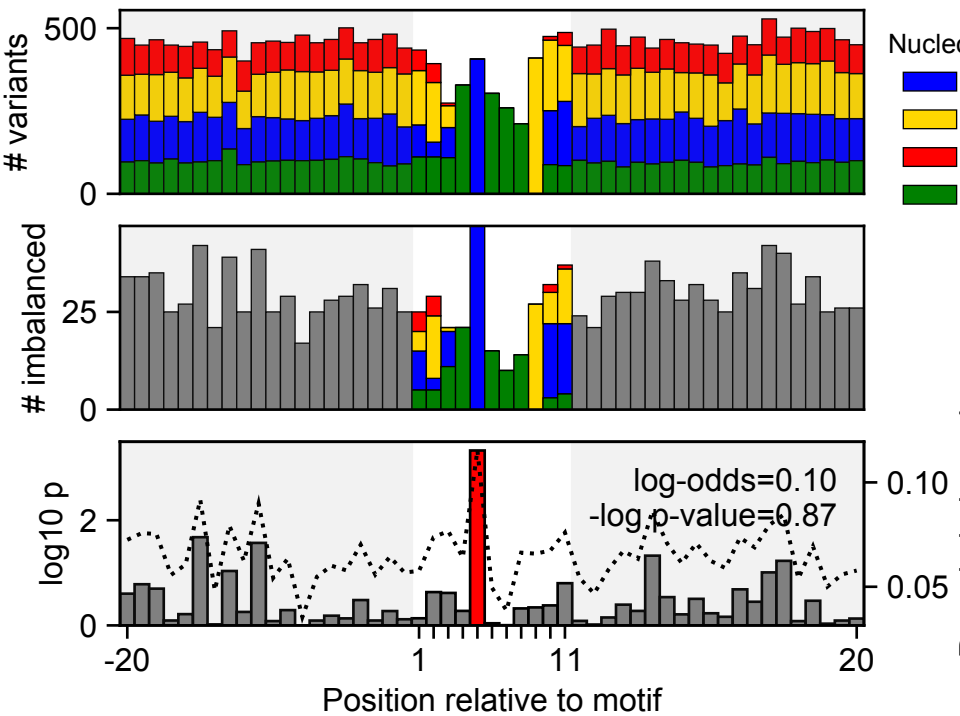 # variants
500
0
Nucleo
# imbalanced
25
0
log10 p
2
0
log-odds=0.10
-log p-value=0.87
0.10
0.05
-20
1
11
20
Position relative to motif